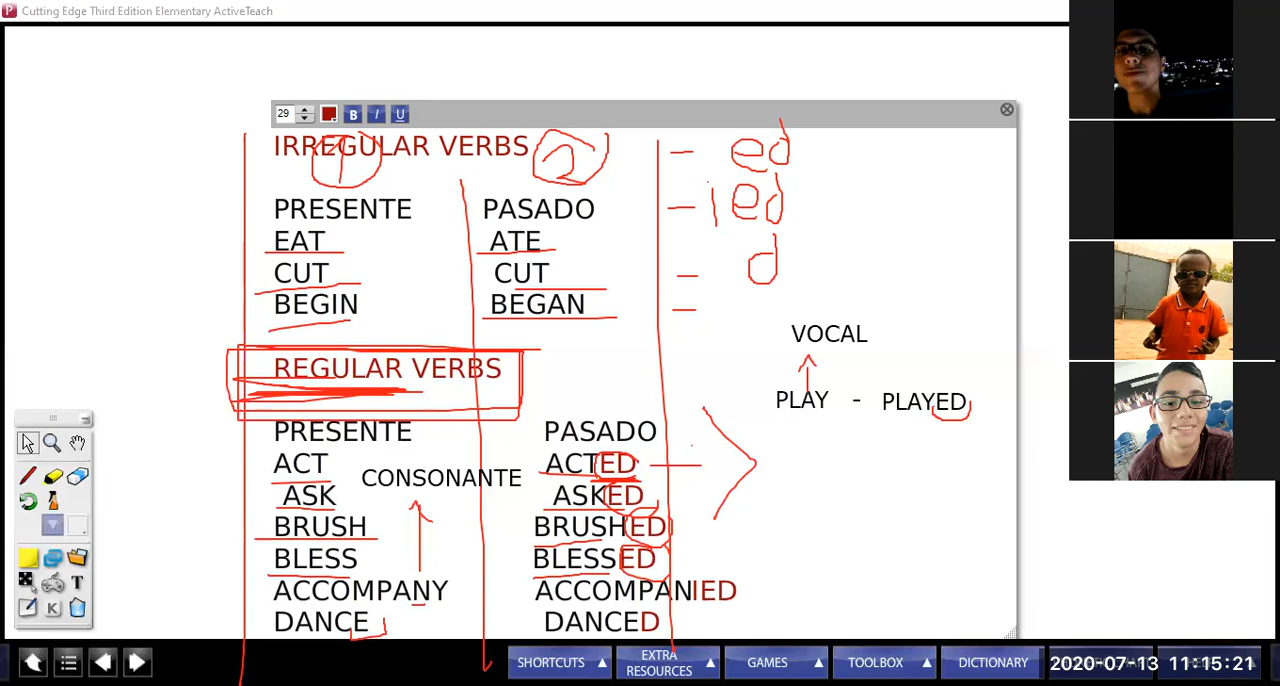 Cutting Edge Third Edition Elementary ActiveTeach
29 B I U
IRREGULAR VERBS
1 2
- ed
PRESENTE PASADO
- ied
EAT ATE
CUT CUT
- d
BEGIN BEGAN
-
VOCAL
REGULAR VERBS
PLAY - PLAYED
PRESENTE PASADO
ACT ACTED
CONSONANTE
ASK ASKED
BRUSH BRUSHED
BLESS BLESSED
ACCOMPANY ACCOMPANIED
DANCE DANCED
T
K
SHORTCUTS
EXTRA
RESOURCES
GAMES
TOOLBOX
DICTIONARY
2020-07-13 11:15:21